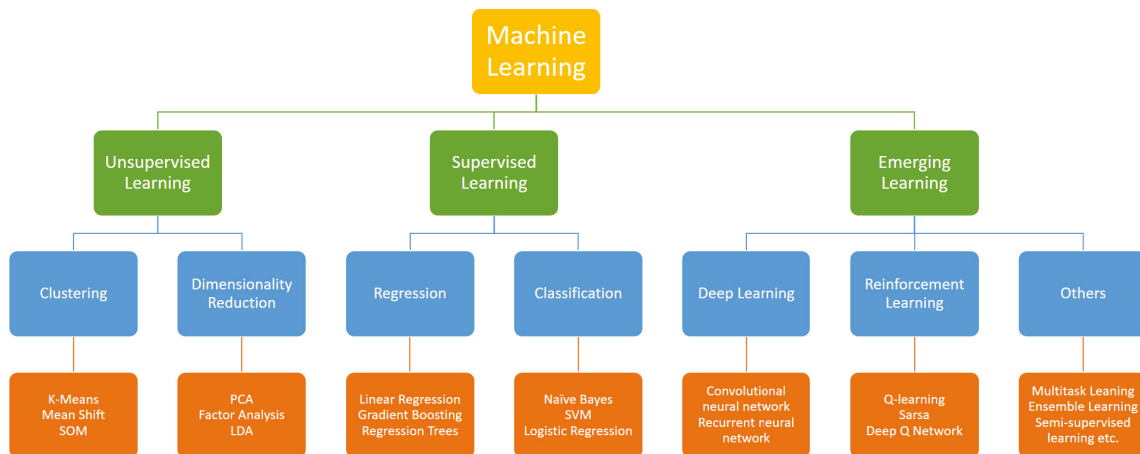 Machine
Learning
Unsupervised
Learning
Supervised
Learning
Emerging
Learning
Clustering
Dimensionality
Reduction
Regression
Classification
Deep Learning
Reinforcement
Learning
Others
K-Means
Mean Shift
SOM
PCA
Factor Analysis
LDA
Linear Regression
Gradient Boosting
Regression Trees
Naïve Bayes
SVM
Logistic Regression
Convolutional
neural network
Recurrent neural
network
Q-learning
Sarsa
Deep Q Network
Multitask Leaning
Ensemble Learning
Semi-supervised
learning etc.